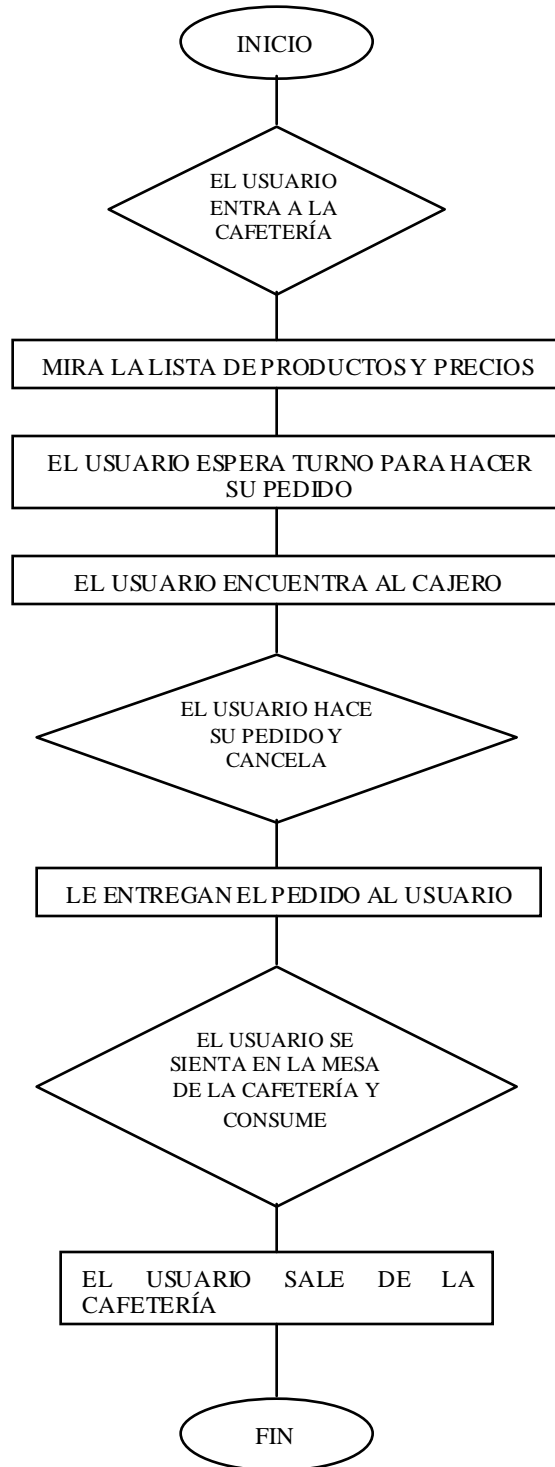 INICIO
EL USUARIO
ENTRA A LA
CAFETERÍA
MIRA LA LISTA DE PRODUCTOS Y PRECIOS
EL USUARIO ESPERA TURNO PARA HACER
SU PEDIDO
EL USUARIO ENCUENTRA AL CAJERO
EL USUARIO HACE
SU PEDIDO Y
CANCELA
LE ENTREGAN EL PEDIDO AL USUARIO
EL USUARIO SE
SIENTA EN LA MESA
DE LA CAFETERÍA Y
CONSUME
EL USUARIO SALE DE LA
CAFETERÍA
FIN